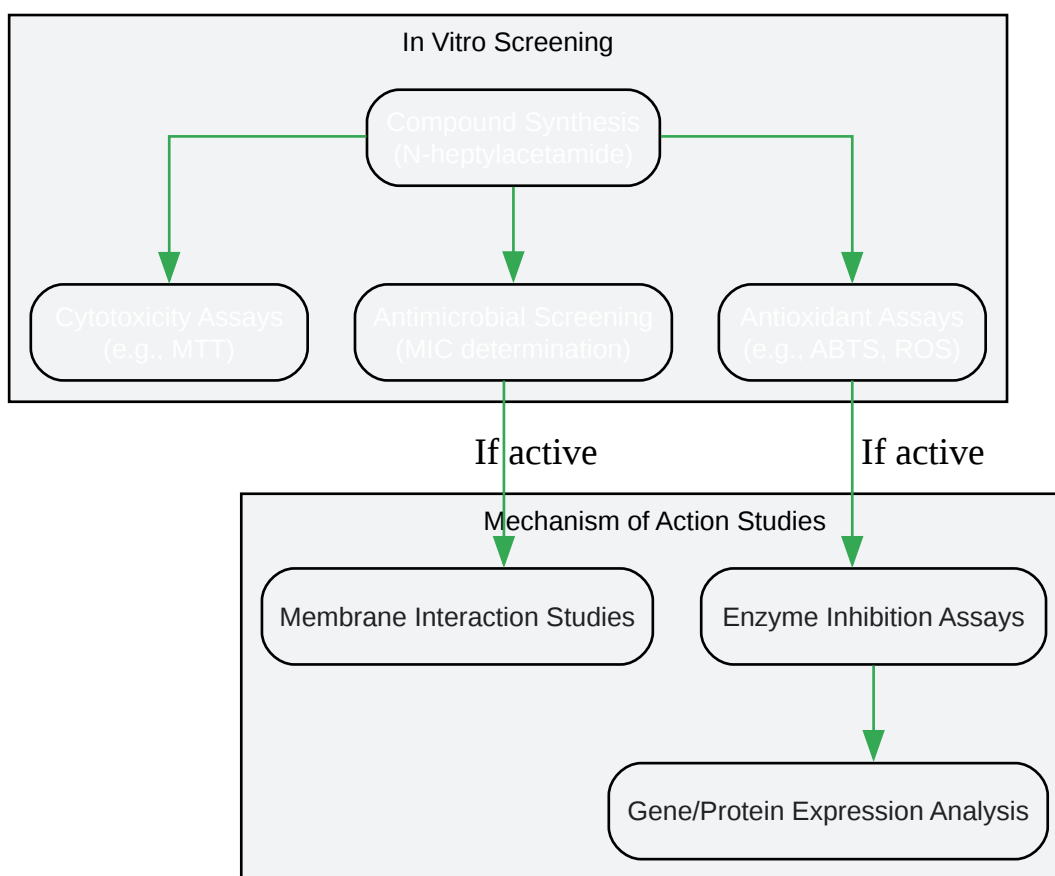 In Vitro Screening
Compound Synthesis
(N-heptylacetamide)
Cytotoxicity Assays
(e.g., MTT)
Antimicrobial Screening
(MIC determination)
Antioxidant Assays
(e.g., ABTS, ROS)
If active
If active
Mechanism of Action Studies
Membrane Interaction Studies
Enzyme Inhibition Assays
Gene/Protein Expression Analysis